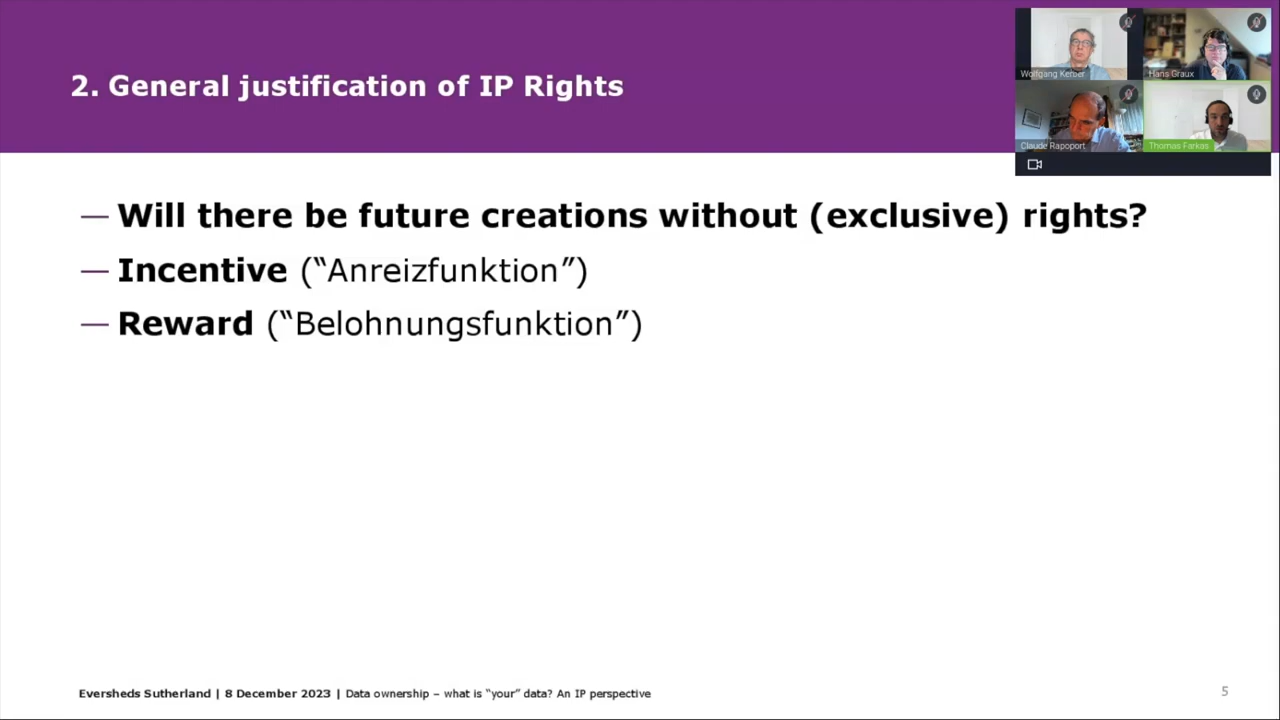 2. General justification of IP Rights
Wolfgang Kerber
Hans Graux
Claude Rapoport
Thomas Farkas
— Will there be future creations without (exclusive) rights?
— Incentive (“Anreizfunktion”)
— Reward (“Belohnungsfunktion”)
Eversheds Sutherland | 8 December 2023 | Data ownership – what is “your” data? An IP perspective
5